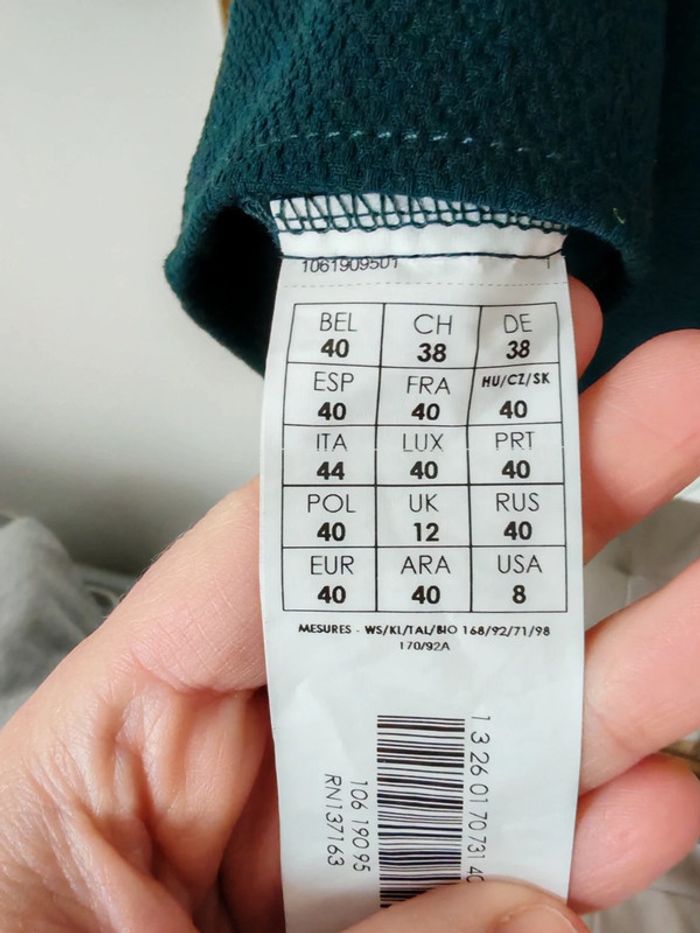 1061909501 1
BEL CH DE
40 38 38
ESP FRA HU/CZ/SK
40 40 40
ITA LUX PRT
44 40 40
POL UK RUS
40 12 40
EUR ARA USA
40 40 8
MESURES - WS/KI/TAL/BIO 168/92/71/98
170/92A
1 3 26 01 70 731 40
106 190 95
RN137163